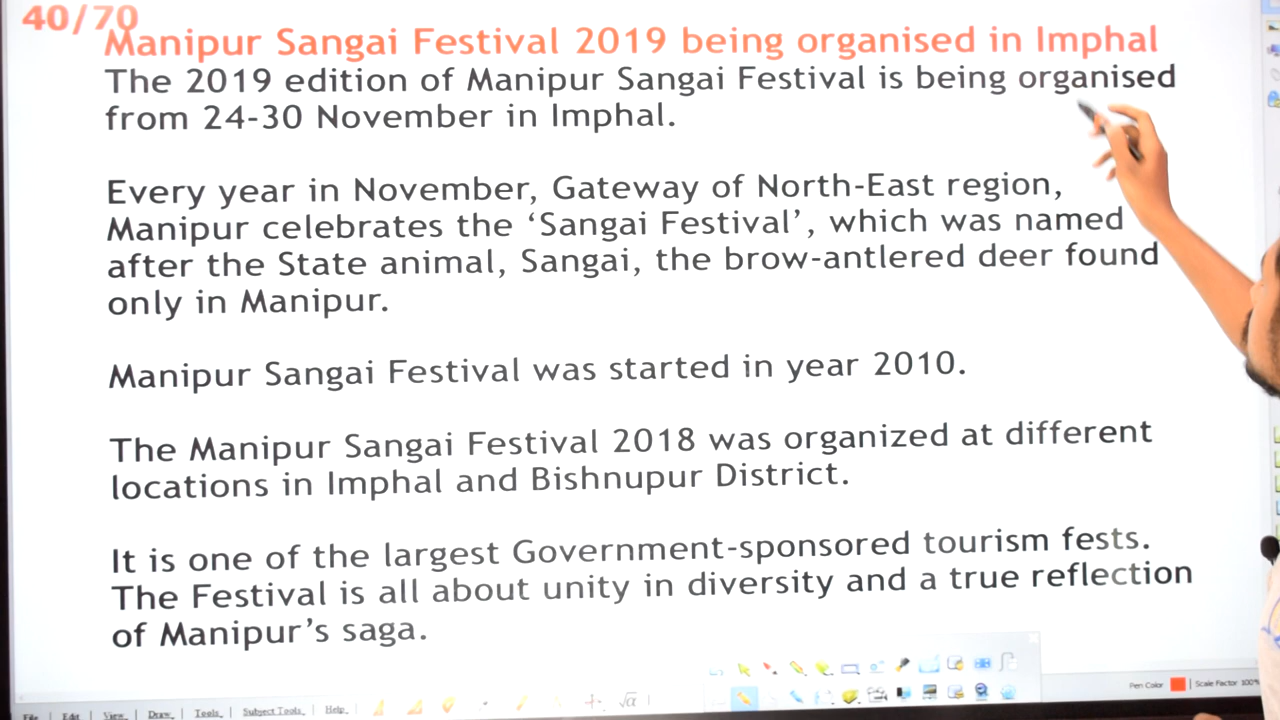 40/70
Manipur Sangai Festival 2019 being organised in Imphal
The 2019 edition of Manipur Sangai Festival is being organised
from 24-30 November in Imphal.
Every year in November, Gateway of North-East region,
Manipur celebrates the ‘Sangai Festival’, which was named
after the State animal, Sangai, the brow-antlered deer found
only in Manipur.
Manipur Sangai Festival was started in year 2010.
The Manipur Sangai Festival 2018 was organized at different
locations in Imphal and Bishnupur District.
It is one of the largest Government-sponsored tourism fests.
The Festival is all about unity in diversity and a true reflection
of Manipur’s saga.
File Edit View Draw Tools Subject Tools Help
√α
Pen Color Scale Factor 100%